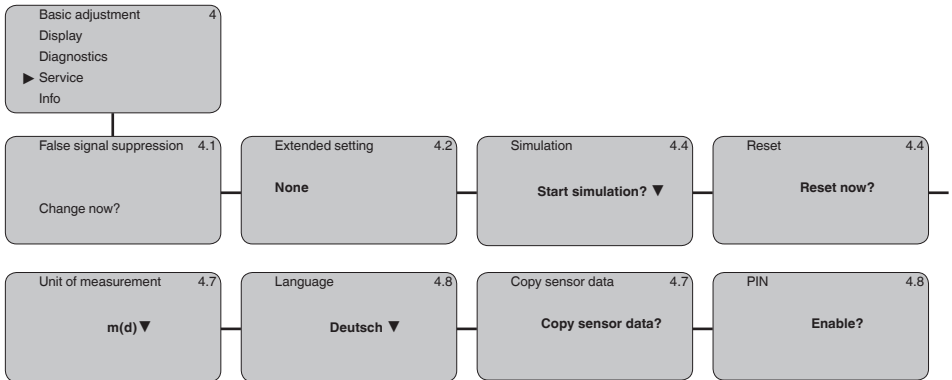 Basic adjustment 4
Display
Diagnostics
▶ Service
Info
False signal suppression 4.1
Change now?
Extended setting 4.2
None
Simulation 4.4
Start simulation? ▼
Reset 4.4
Reset now?
Unit of measurement 4.7
m(d) ▼
Language 4.8
Deutsch ▼
Copy sensor data 4.7
Copy sensor data?
PIN 4.8
Enable?